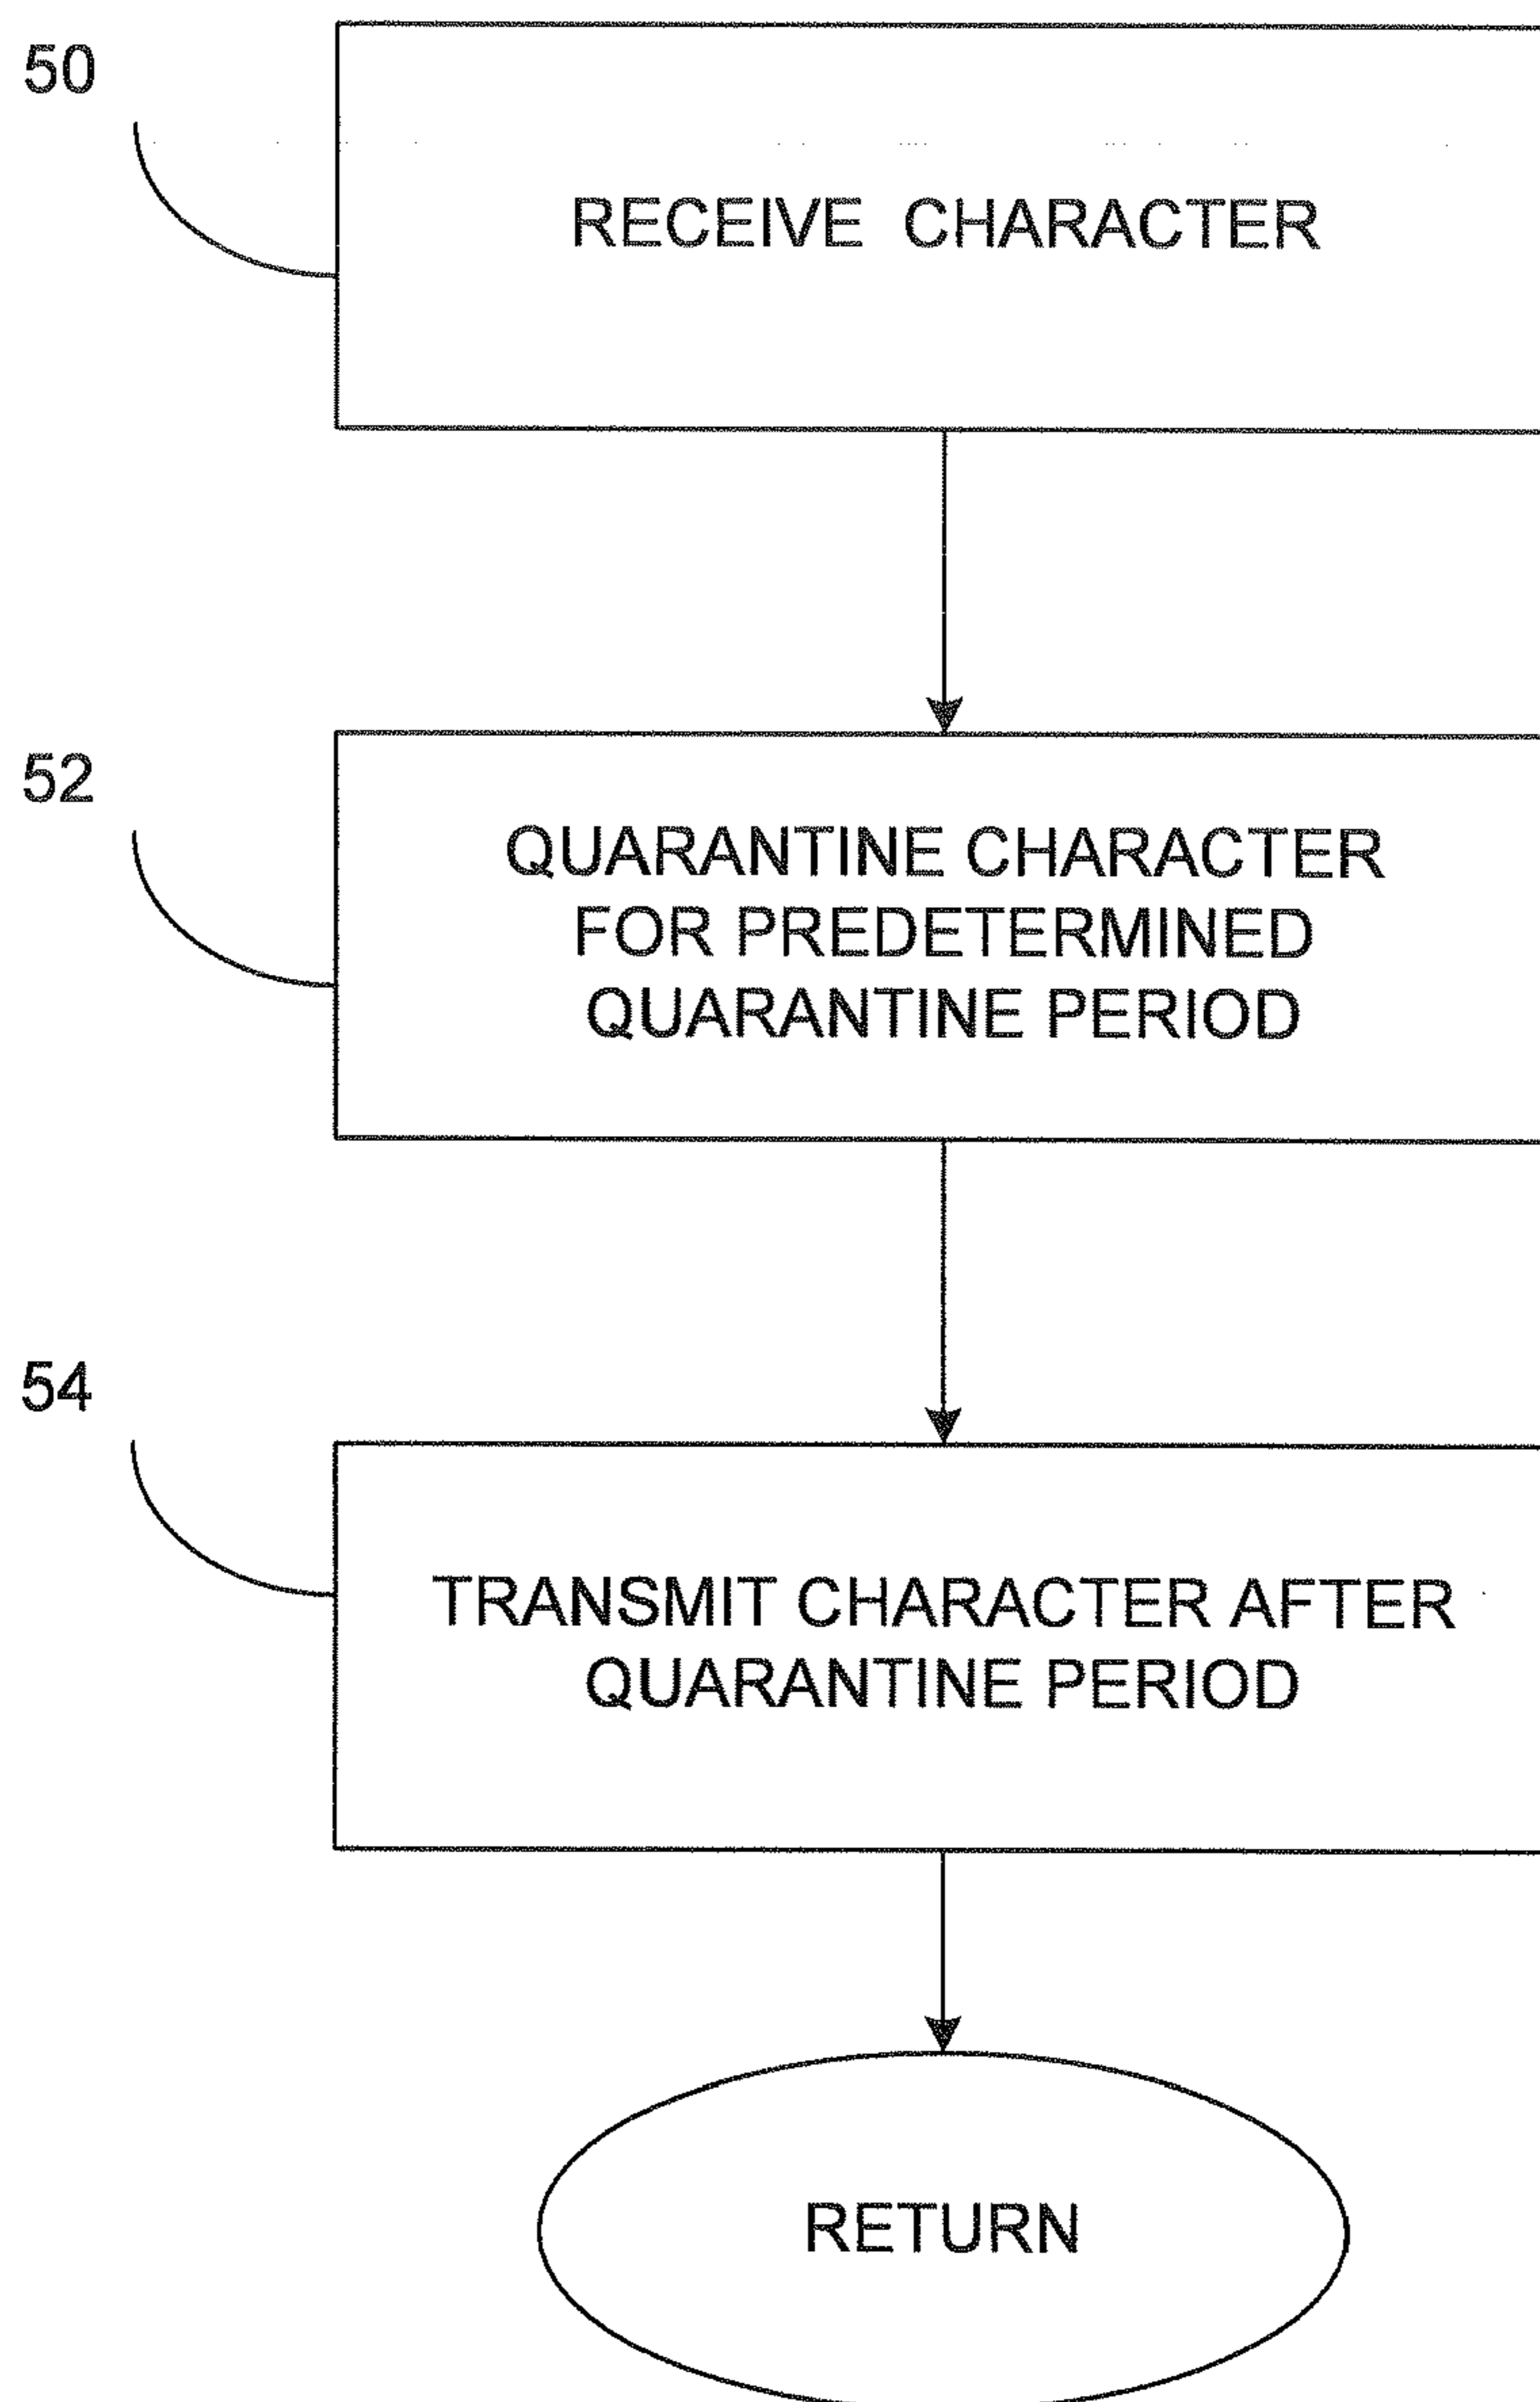 50
RECEIVE CHARACTER
52
QUARANTINE CHARACTER
FOR PREDETERMINED
QUARANTINE PERIOD
54
TRANSMIT CHARACTER AFTER
QUARANTINE PERIOD
RETURN